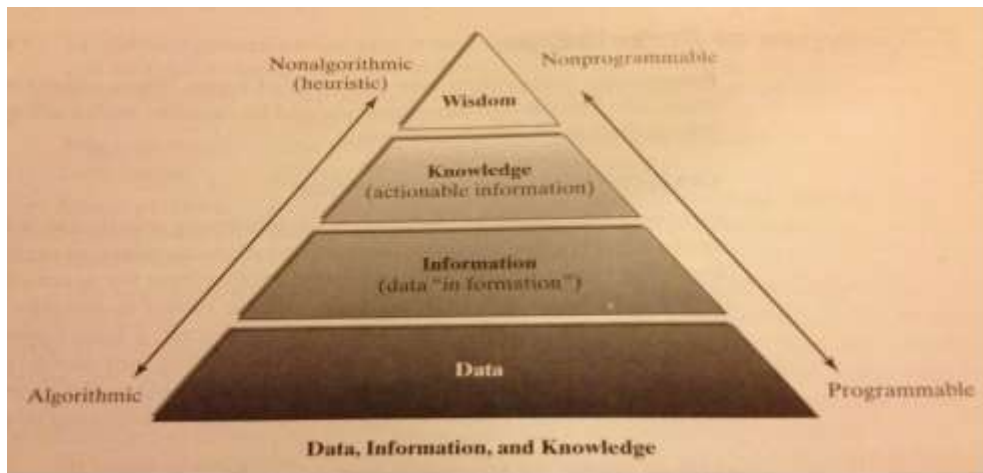 Nonalgorithmic
(heuristic)
Nonprogrammable
Wisdom
Knowledge
(actionable information)
Information
(data “in formation”)
Data
Algorithmic
Programmable
Data, Information, and Knowledge